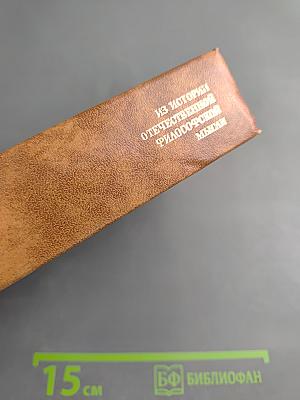 ИЗ ИСТОРИИ
ОТЕЧЕСТВЕННОЙ
ФИЛОСОФСКОЙ
МЫСЛИ
15 см
БФ БИБЛИОФАН